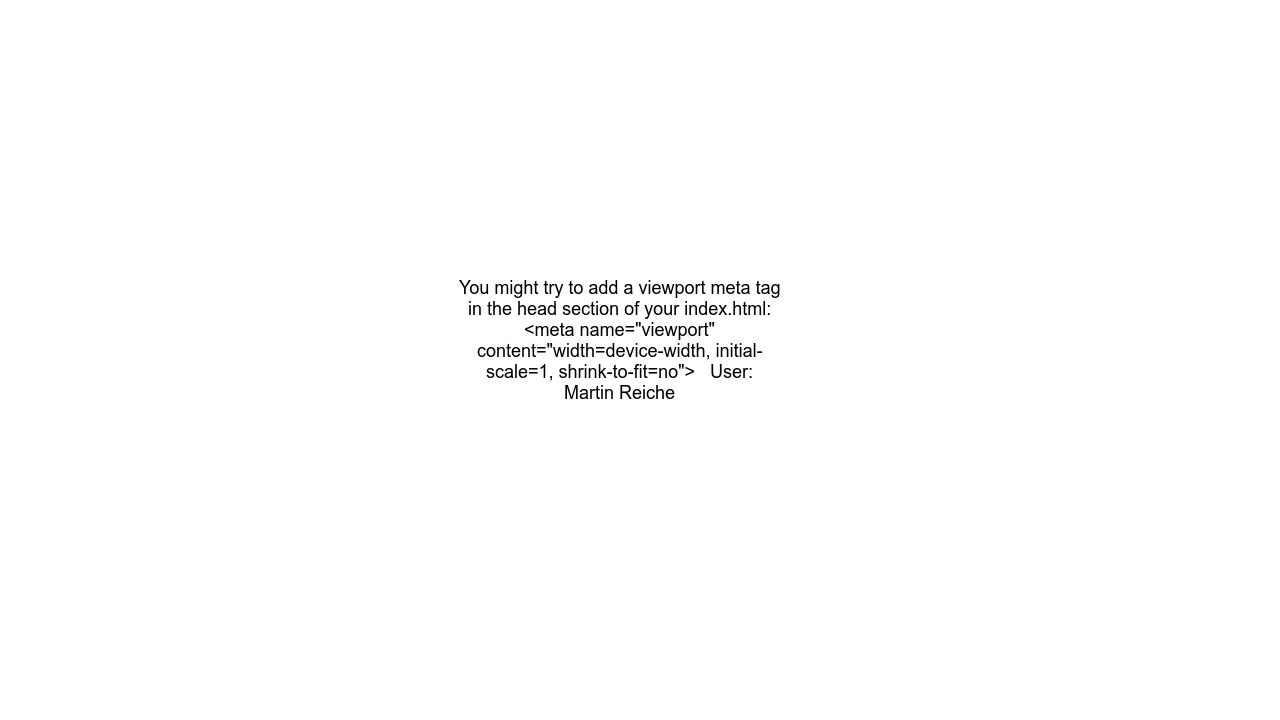 You might try to add a viewport meta tag
in the head section of your index.html:
<meta name="viewport"
content="width=device-width, initial-
scale=1, shrink-to-fit=no">   User:
Martin Reiche